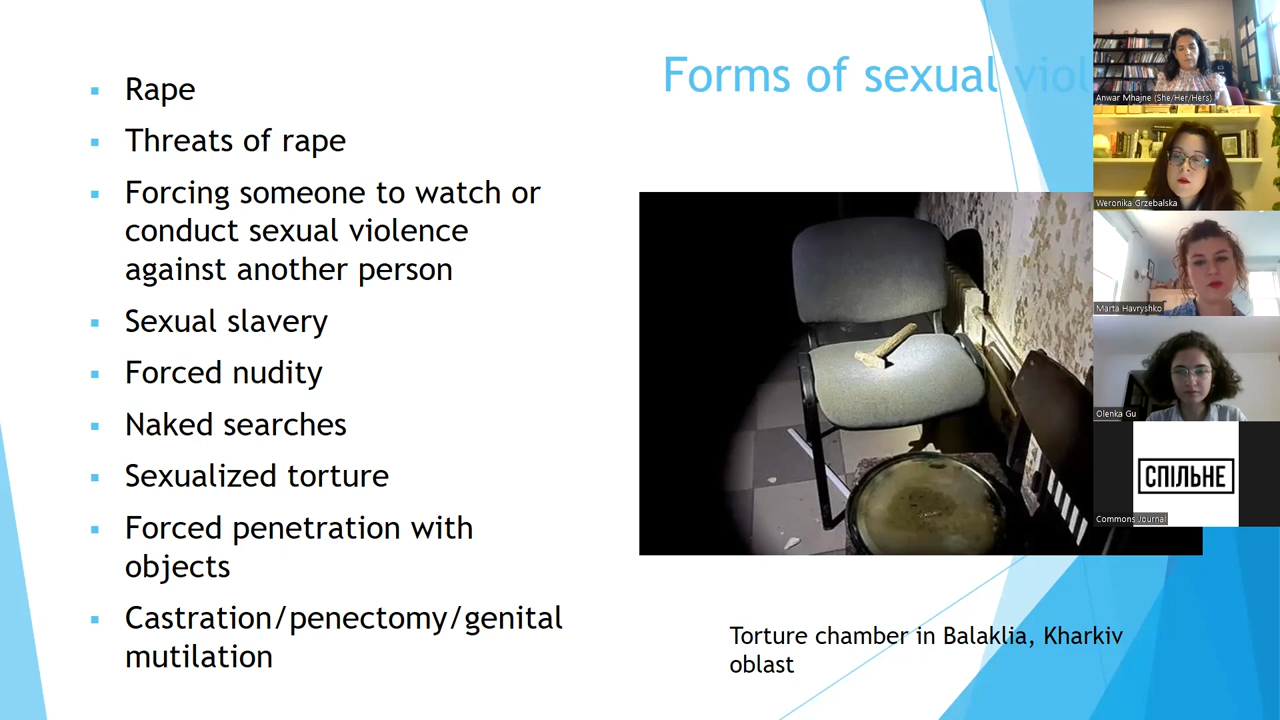 Forms of sexual viol
Rape
Threats of rape
Forcing someone to watch or
conduct sexual violence
against another person
Sexual slavery
Forced nudity
Naked searches
Sexualized torture
Forced penetration with
objects
Castration/penectomy/genital
mutilation
Torture chamber in Balaklia, Kharkiv
oblast
Anwar Mhajne (She/Her/Hers)
Weronika Grzebalska
Marta Havryshko
Olenka Gu
СПІЛЬНЕ
Commons Journal